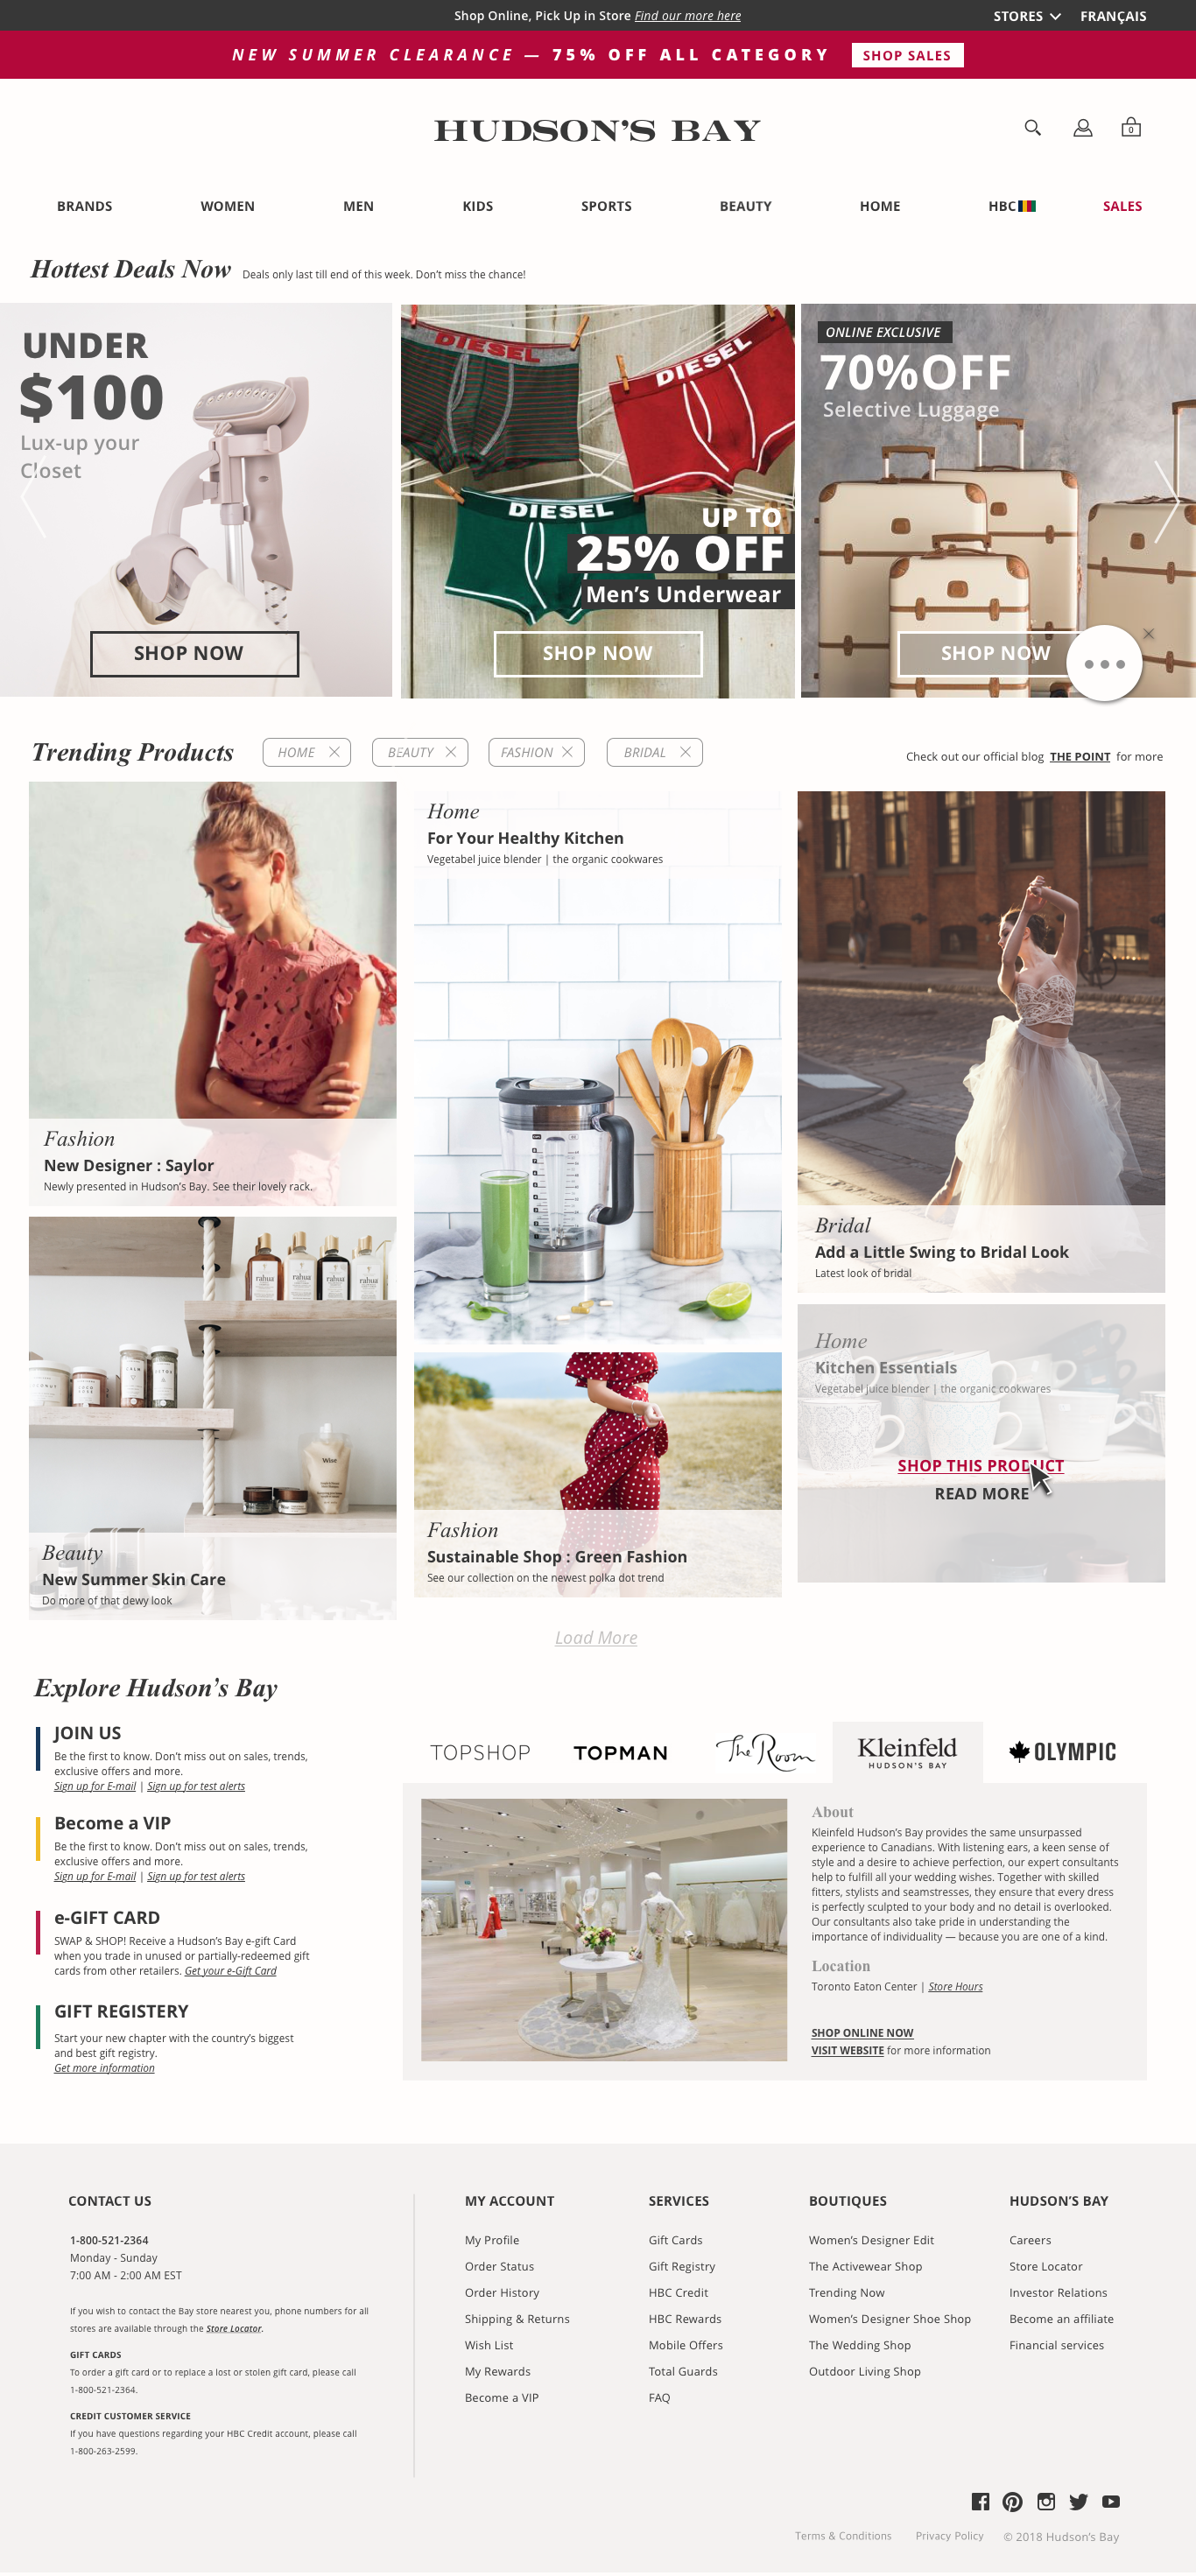 Shop Online, Pick Up in Store Find our more here
STORES
FRANÇAIS
NEW SUMMER CLEARANCE — 75% OFF ALL CATEGORY
SHOP SALES
HUDSON'S BAY
0
BRANDS
WOMEN
MEN
KIDS
SPORTS
BEAUTY
HOME
HBC
SALES
Hottest Deals Now
Deals only last till end of this week. Don't miss the chance!
UNDER
$100
Lux-up your
Closet
SHOP NOW
DIESEL
DIESEL
DIESEL
UP TO
25% OFF
Men's Underwear
SHOP NOW
ONLINE EXCLUSIVE
70%OFF
Selective Luggage
SHOP NOW
Trending Products
HOME
BEAUTY
FASHION
BRIDAL
Check out our official blog THE POINT for more
Fashion
New Designer : Saylor
Newly presented in Hudson's Bay. See their lovely rack.
Home
For Your Healthy Kitchen
Vegetabel juice blender | the organic cookwares
Bridal
Add a Little Swing to Bridal Look
Latest look of bridal
rahua
rahua
rahua
rahua
CALM
DETOX
Wise
Beauty
New Summer Skin Care
Do more of that dewy look
Fashion
Sustainable Shop : Green Fashion
See our collection on the newest polka dot trend
Home
Kitchen Essentials
Vegetabel juice blender | the organic cookwares
SHOP THIS PRODUCT
READ MORE
Load More
Explore Hudson's Bay
JOIN US
Be the first to know. Don't miss out on sales, trends,
exclusive offers and more.
Sign up for E-mail | Sign up for test alerts
Become a VIP
Be the first to know. Don't miss out on sales, trends,
exclusive offers and more.
Sign up for E-mail | Sign up for test alerts
e-GIFT CARD
SWAP & SHOP! Receive a Hudson's Bay e-gift Card
when you trade in unused or partially-redeemed gift
cards from other retailers. Get your e-Gift Card
GIFT REGISTERY
Start your new chapter with the country's biggest
and best gift registry.
Get more information
TOPSHOP
TOPMAN
The Room
Kleinfeld
HUDSON'S BAY
OLYMPIC
About
Kleinfeld Hudson's Bay provides the same unsurpassed
experience to Canadians. With listening ears, a keen sense of
style and a desire to achieve perfection, our expert consultants
help to fulfill all your wedding wishes. Together with skilled
fitters, stylists and seamstresses, they ensure that every dress
is perfectly sculpted to your body and no detail is overlooked.
Our consultants also take pride in understanding the
importance of individuality — because you are one of a kind.
Location
Toronto Eaton Center | Store Hours
SHOP ONLINE NOW
VISIT WEBSITE for more information
CONTACT US
1-800-521-2364
Monday - Sunday
7:00 AM - 2:00 AM EST
If you wish to contact the Bay store nearest you, phone numbers for all
stores are available through the Store Locator.
GIFT CARDS
To order a gift card or to replace a lost or stolen gift card, please call
1-800-521-2364.
CREDIT CUSTOMER SERVICE
If you have questions regarding your HBC Credit account, please call
1-800-263-2599.
MY ACCOUNT
My Profile
Order Status
Order History
Shipping & Returns
Wish List
My Rewards
Become a VIP
SERVICES
Gift Cards
Gift Registry
HBC Credit
HBC Rewards
Mobile Offers
Total Guards
FAQ
BOUTIQUES
Women's Designer Edit
The Activewear Shop
Trending Now
Women's Designer Shoe Shop
The Wedding Shop
Outdoor Living Shop
HUDSON'S BAY
Careers
Store Locator
Investor Relations
Become an affiliate
Financial services
Terms & Conditions
Privacy Policy
© 2018 Hudson's Bay